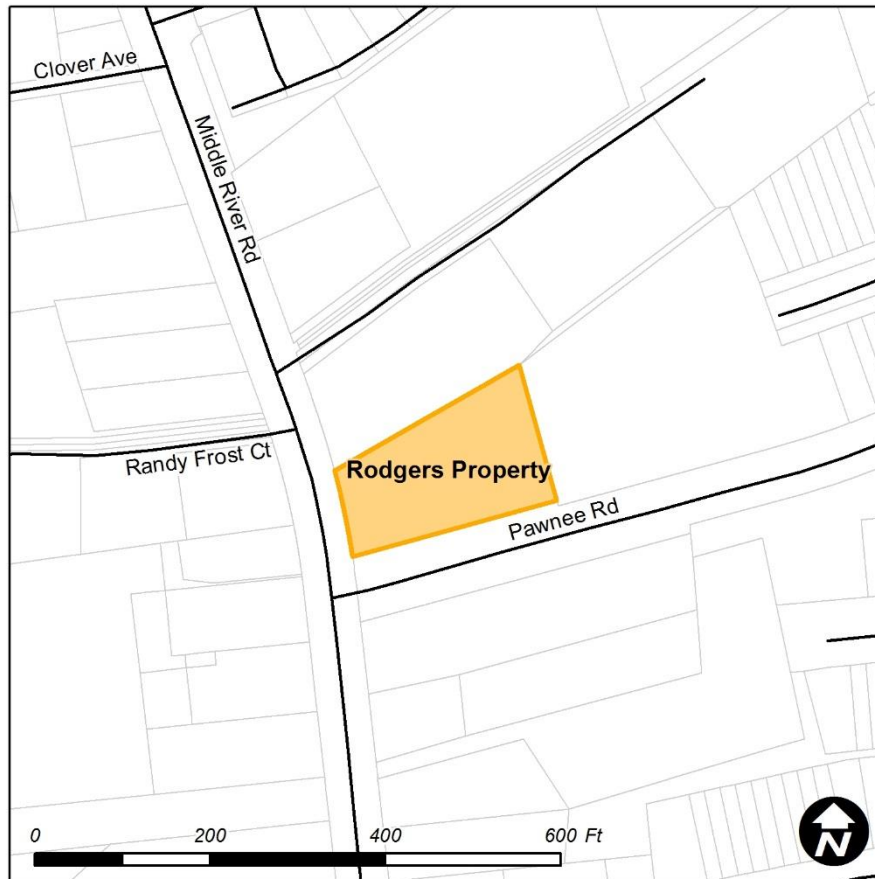 Clover Ave
Middle River Rd
Randy Frost Ct
Rodgers Property
Pawnee Rd
0 200 400 600 Ft
N